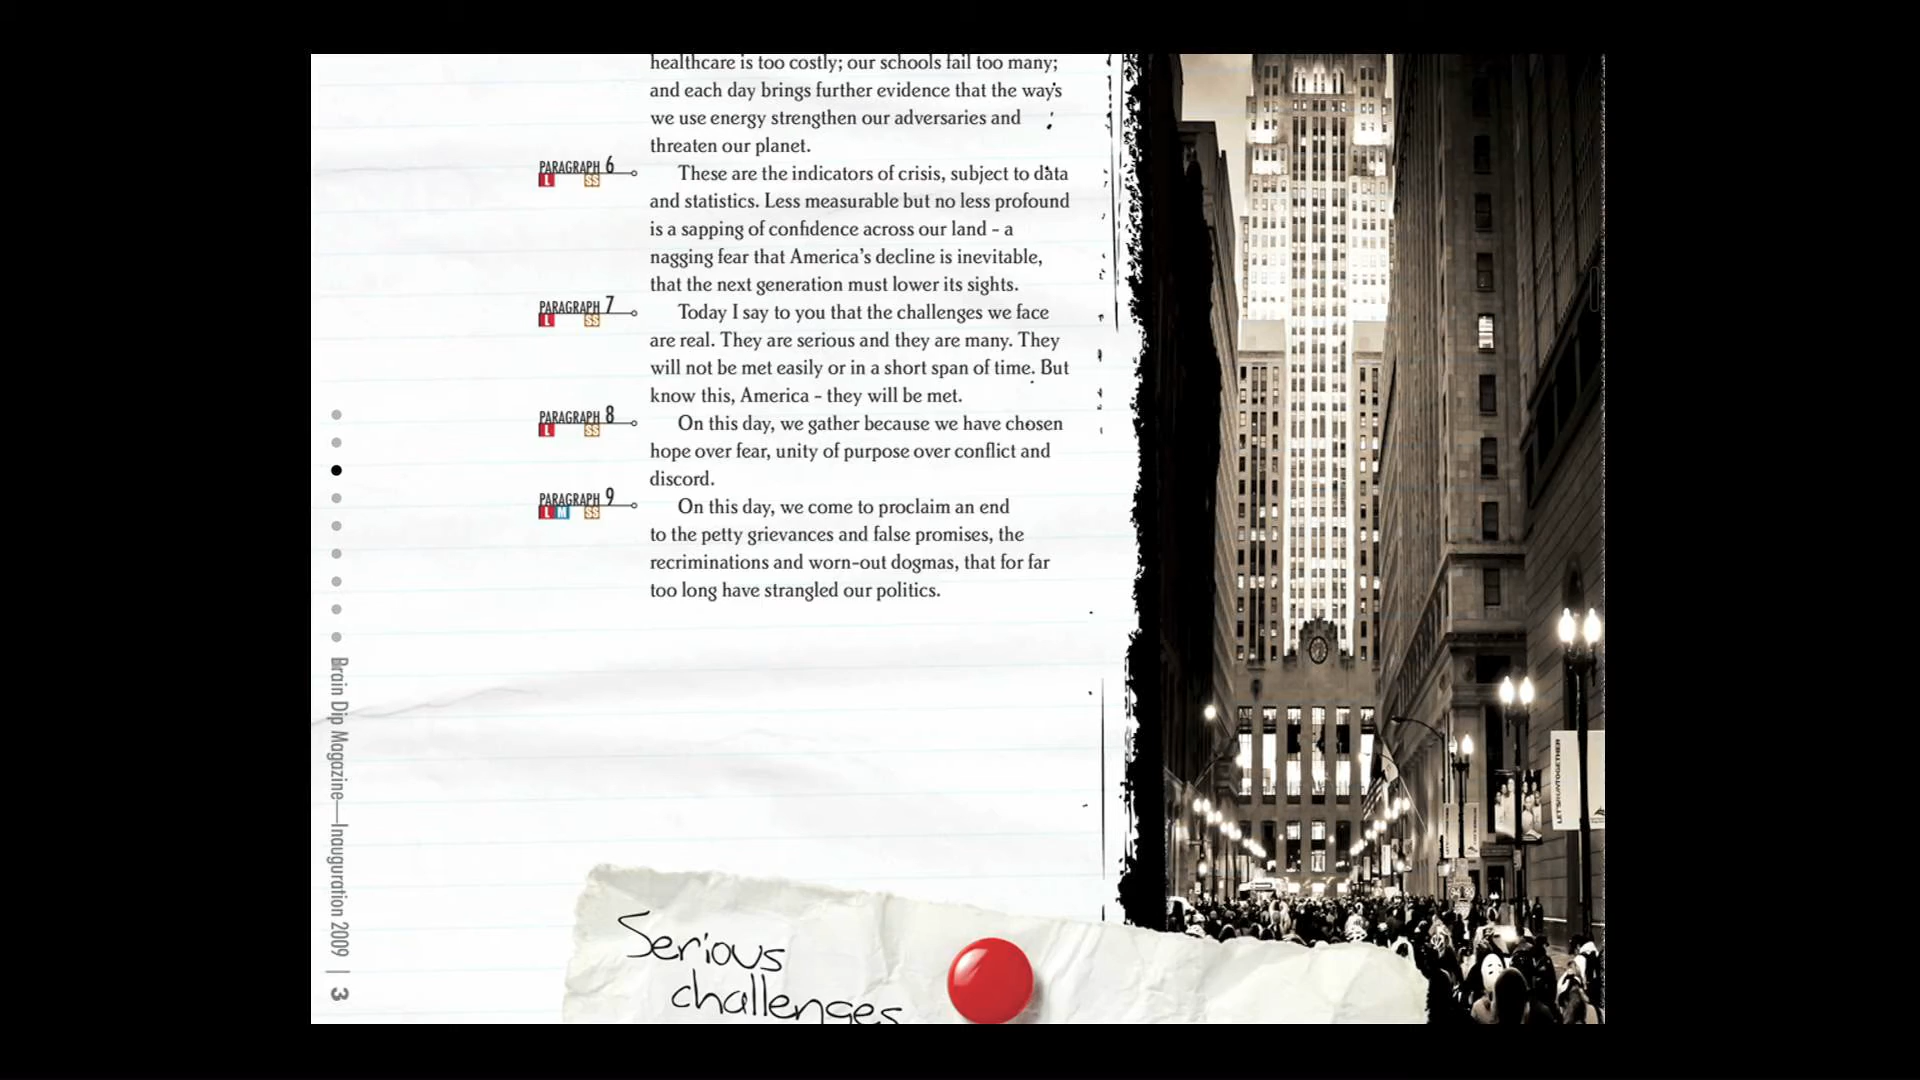 healthcare is too costly; our schools fail too many;
and each day brings further evidence that the ways
we use energy strengthen our adversaries and
threaten our planet.
PARAGRAPH 6
L SS
These are the indicators of crisis, subject to data
and statistics. Less measurable but no less profound
is a sapping of confidence across our land - a
nagging fear that America's decline is inevitable,
that the next generation must lower its sights.
PARAGRAPH 7
L SS
Today I say to you that the challenges we face
are real. They are serious and they are many. They
will not be met easily or in a short span of time. But
know this, America - they will be met.
PARAGRAPH 8
L SS
On this day, we gather because we have chosen
hope over fear, unity of purpose over conflict and
discord.
PARAGRAPH 9
L M SS
On this day, we come to proclaim an end
to the petty grievances and false promises, the
recriminations and worn-out dogmas, that for far
too long have strangled our politics.
Brain Dip Magazine—Inauguration 2009 | 3
Serious
challenges